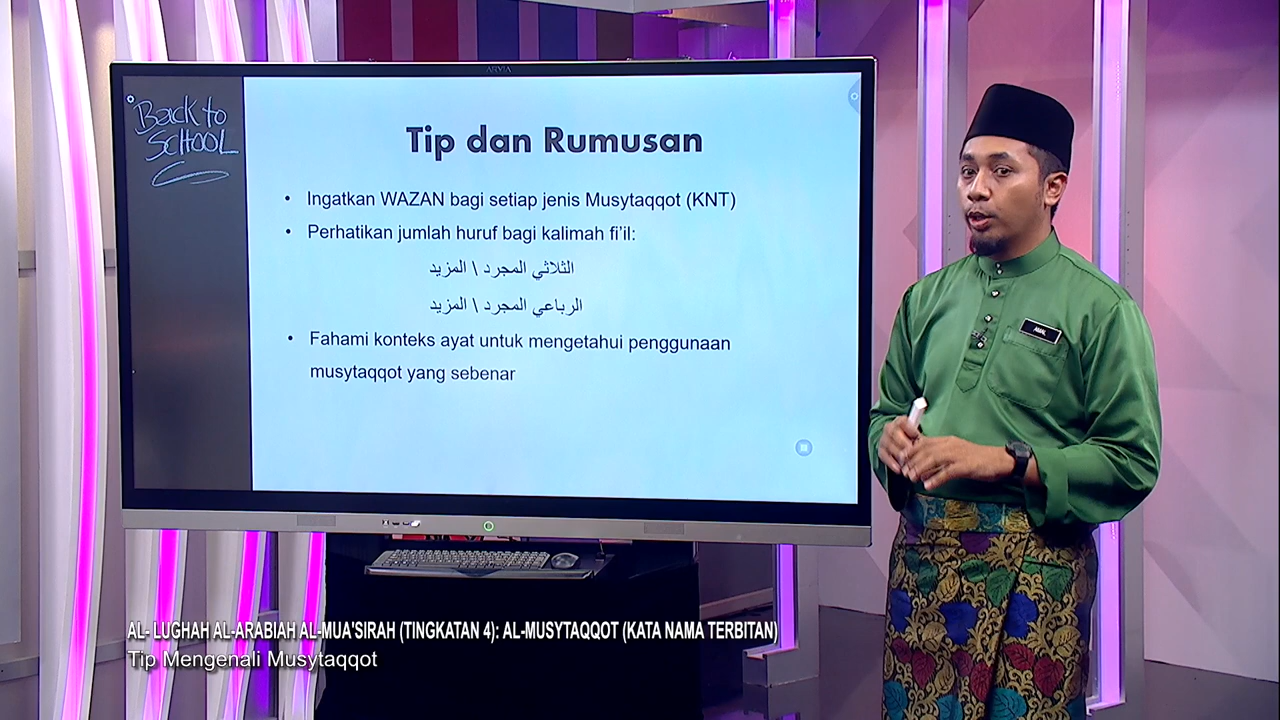 ARVIA
Back to
SCHOOL
Tip dan Rumusan
• Ingatkan WAZAN bagi setiap jenis Musytaqqot (KNT)
• Perhatikan jumlah huruf bagi kalimah fi'il:
الثلاثي المجرد \ المزيد
الرباعي المجرد \ المزيد
• Fahami konteks ayat untuk mengetahui penggunaan
musytaqqot yang sebenar
AMAL
AL- LUGHAH AL-ARABIAH AL-MUA'SIRAH (TINGKATAN 4): AL-MUSYTAQQOT (KATA NAMA TERBITAN)
Tip Mengenali Musytaqqot